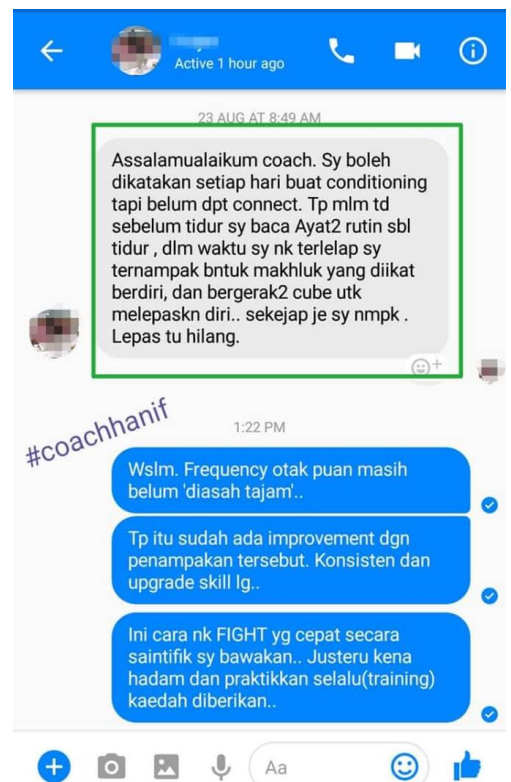 Active 1 hour ago
23 AUG AT 8:49 AM
Assalamualaikum coach. Sy boleh
dikatakan setiap hari buat conditioning
tapi belum dpt connect. Tp mlm td
sebelum tidur sy baca Ayat2 rutin sbl
tidur , dlm waktu sy nk terlelap sy
ternampak bntuk makhluk yang diikat
berdiri, dan bergerak2 cube utk
melepaskn diri.. sekejap je sy nmpk .
Lepas tu hilang.
#coachhanif
1:22 PM
Wslm. Frequency otak puan masih
belum 'diasah tajam'..
Tp itu sudah ada improvement dgn
penampakan tersebut. Konsisten dan
upgrade skill lg..
Ini cara nk FIGHT yg cepat secara
saintifik sy bawakan.. Justeru kena
hadam dan praktikkan selalu(training)
kaedah diberikan..
Aa